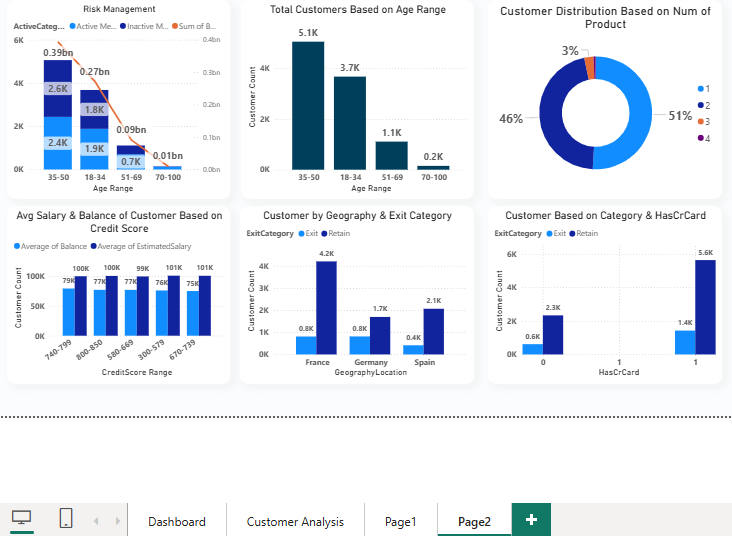 Risk Management
ActiveCateg... Active Me... Inactive M... Sum of B...
6K
4K
2K
0K
0.4bn
0.3bn
0.2bn
0.1bn
0.0bn
0.39bn
0.27bn
0.09bn
0.01bn
2.6K
1.8K
2.4K
1.9K
0.7K
35-50 18-34 51-69 70-100
Age Range
Total Customers Based on Age Range
Customer Count
4K
2K
0K
5.1K
3.7K
1.1K
0.2K
35-50 18-34 51-69 70-100
Age Range
Customer Distribution Based on Num of
Product
3%
46%
51%
1
2
3
4
Avg Salary & Balance of Customer Based on
Credit Score
Average of Balance Average of EstimatedSalary
Customer Count
100K
50K
0K
79K 100K 77K 100K 77K 99K 76K 101K 75K 101K
740-799 800-850 580-669 300-579 670-739
CreditScore Range
Customer by Geography & Exit Category
ExitCategory Exit Retain
Customer Count
4K
3K
2K
1K
0K
0.8K 4.2K 0.8K 1.7K 0.4K 2.1K
France Germany Spain
GeographyLocation
Customer Based on Category & HasCrCard
ExitCategory Exit Retain
Customer Count
6K
4K
2K
0K
0.6K 2.3K 1.4K 5.6K
0 1 1
HasCrCard
Dashboard Customer Analysis Page1 Page2 +